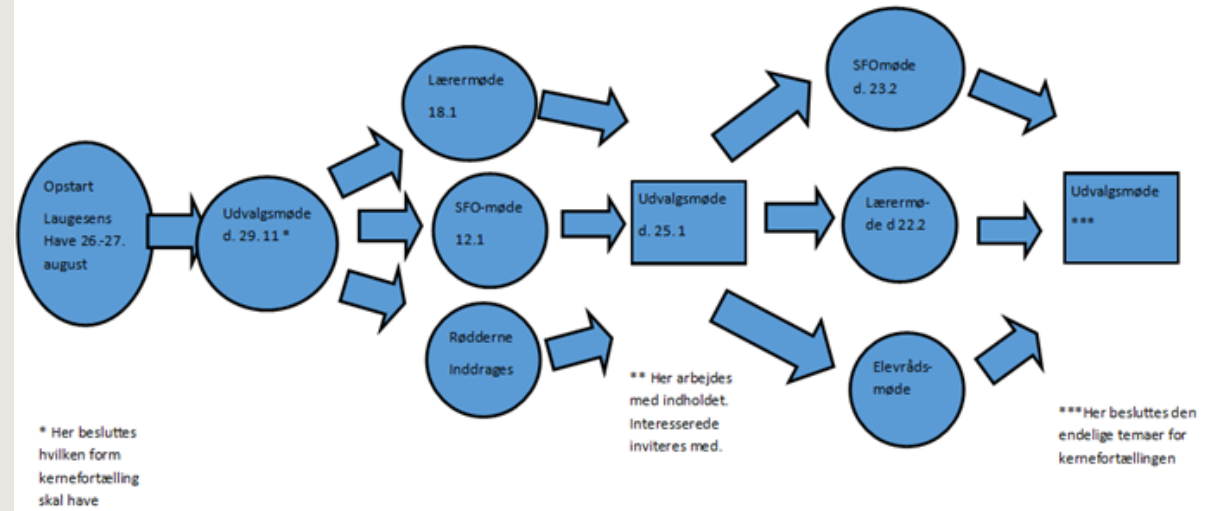 Opstart
Laugesens
Have 26.-27.
august
Udvalgsmøde
d. 29.11 *
Lærermøde
18.1
SFO-møde
12.1
Rødderne
Inddrages
Udvalgsmøde
d. 25.1
SFOmøde
d. 23.2
Lærermø-
de d 22.2
Elevråds-
møde
Udvalgsmøde
***
* Her besluttes
hvilken form
kernefortælling
skal have
** Her arbejdes
med indholdet.
Interesserede
inviteres med.
***Her besluttes den
endelige temaer for
kernefortællingen